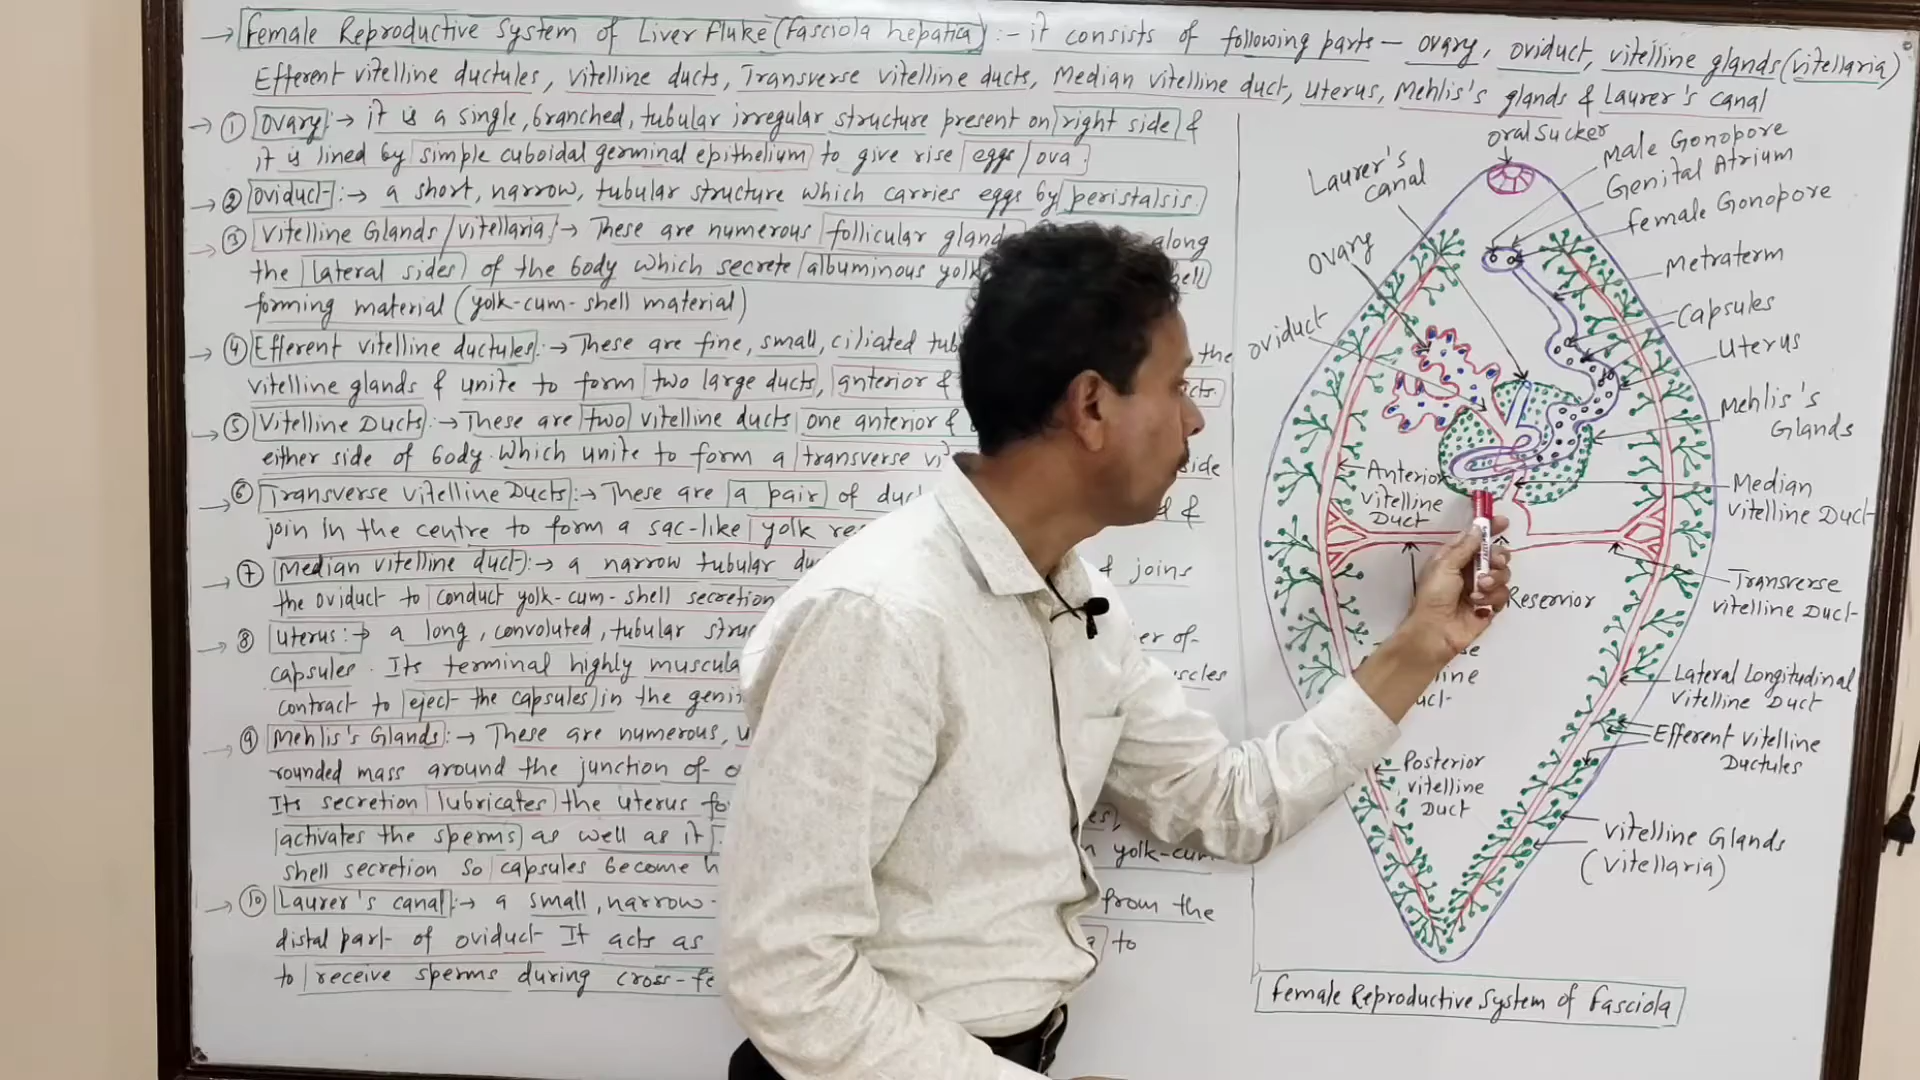 → Female Reproductive System of Liver Fluke (Fasciola hepatica) :- it consists of following parts — ovary, oviduct, vitelline glands (vitellaria)
Efferent vitelline ductules, vitelline ducts, Transverse vitelline ducts, Median vitelline duct, uterus, Mehlis's glands & Laurer's canal
→ ① Ovary :→ it is a single, branched, tubular irregular structure present on right side &
it is lined by simple cuboidal germinal epithelium to give rise eggs/ova.
→ ② oviduct :→ a short, narrow, tubular structure which carries eggs by peristalsis.
→ ③ Vitelline Glands/vitellaria :→ These are numerous follicular gland along
the lateral sides of the body which secrete albuminous yolk
forming material (yolk-cum-shell material)
→ ④ Efferent vitelline ductules :→ These are fine, small, ciliated the
vitelline glands & unite to form two large ducts, anterior &
→ ⑤ Vitelline Ducts :→ These are two vitelline ducts one anterior &
either side of body. Which unite to form a transverse side
→ ⑥ Transverse vitelline Ducts :→ These are a pair of &
join in the centre to form a sac-like yolk
→ ⑦ Median vitelline duct :→ a narrow tubular & joins
the oviduct to conduct yolk-cum-shell secretion
→ ⑧ uterus :→ a long, convoluted, tubular of
capsules. Its terminal highly
contract to eject the capsules in the
→ ⑨ Mehlis's Glands :→ These are numerous,
rounded mass around the junction of
Its secretion lubricates the uterus
activates the sperms as well as it
shell secretion so capsules become yolk-cum
→ ⑩ Laurer's canal :→ a small, narrow from the
distal part of oviduct It acts as to
to receive sperms during
oral sucker
Male Gonopore
Genital Atrium
Female Gonopore
Laurer's
canal
Ovary
Metraterm
Capsules
oviduct
Uterus
Mehlis's
Glands
Anterior
vitelline
Duct
Median
vitelline Duct
Transverse
vitelline Duct
Reservior
Lateral Longitudinal
vitelline Duct
Efferent vitelline
Ductules
Posterior
vitelline
Duct
vitelline Glands
(vitellaria)
Female Reproductive System of Fasciola